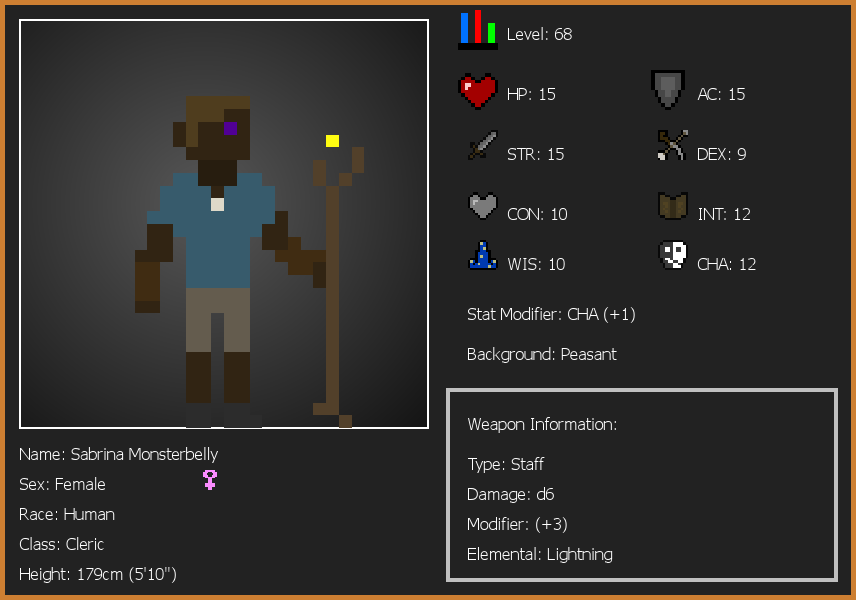 Level: 68
HP: 15
AC: 15
STR: 15
DEX: 9
CON: 10
INT: 12
WIS: 10
CHA: 12
Stat Modifier: CHA (+1)
Background: Peasant
Weapon Information:
Type: Staff
Damage: d6
Modifier: (+3)
Elemental: Lightning
Name: Sabrina Monsterbelly
Sex: Female
Race: Human
Class: Cleric
Height: 179cm (5'10")